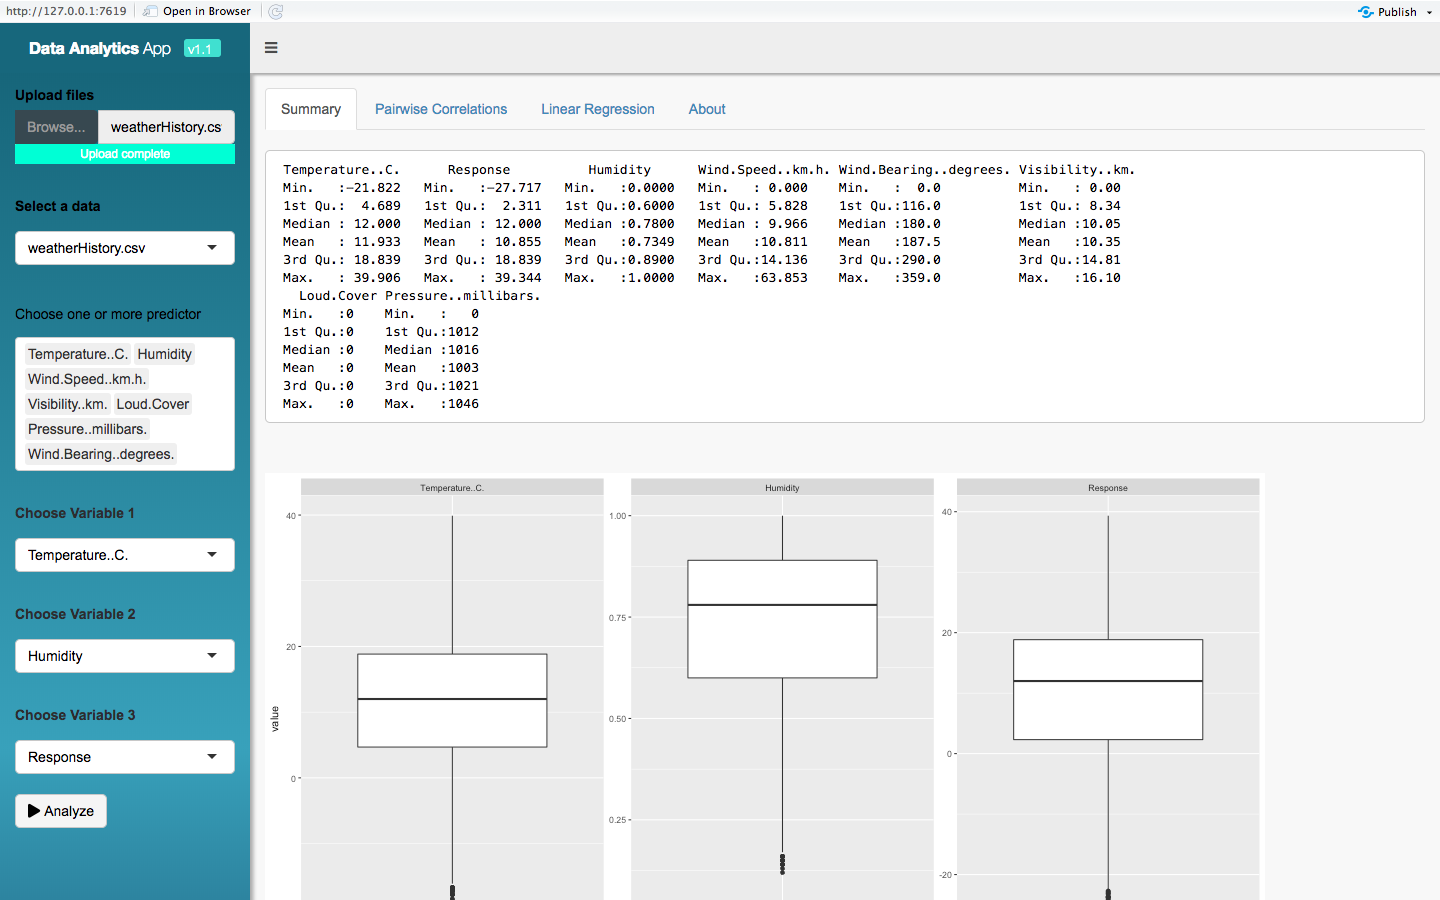 http://127.0.0.1:7619 Open in Browser Publish
Data Analytics App v1.1
Upload files
Browse... weatherHistory.cs
Upload complete
Select a data
weatherHistory.csv
Choose one or more predictor
Temperature..C. Humidity
Wind.Speed..km.h.
Visibility..km. Loud.Cover
Pressure..millibars.
Wind.Bearing..degrees.
Choose Variable 1
Temperature..C.
Choose Variable 2
Humidity
Choose Variable 3
Response
Analyze
Summary Pairwise Correlations Linear Regression About
Temperature..C. Response Humidity Wind.Speed..km.h. Wind.Bearing..degrees. Visibility..km.
Min. :-21.822 Min. :-27.717 Min. :0.0000 Min. : 0.000 Min. : 0.0 Min. : 0.00
1st Qu.: 4.689 1st Qu.: 2.311 1st Qu.:0.6000 1st Qu.: 5.828 1st Qu.:116.0 1st Qu.: 8.34
Median : 12.000 Median : 12.000 Median :0.7800 Median : 9.966 Median :180.0 Median :10.05
Mean : 11.933 Mean : 10.855 Mean :0.7349 Mean :10.811 Mean :187.5 Mean :10.35
3rd Qu.: 18.839 3rd Qu.: 18.839 3rd Qu.:0.8900 3rd Qu.:14.136 3rd Qu.:290.0 3rd Qu.:14.81
Max. : 39.906 Max. : 39.344 Max. :1.0000 Max. :63.853 Max. :359.0 Max. :16.10
Loud.Cover Pressure..millibars.
Min. :0 Min. : 0
1st Qu.:0 1st Qu.:1012
Median :0 Median :1016
Mean :0 Mean :1003
3rd Qu.:0 3rd Qu.:1021
Max. :0 Max. :1046
Temperature..C. Humidity Response
value
40
20
0
1.00
0.75
0.50
0.25
40
20
0
-20